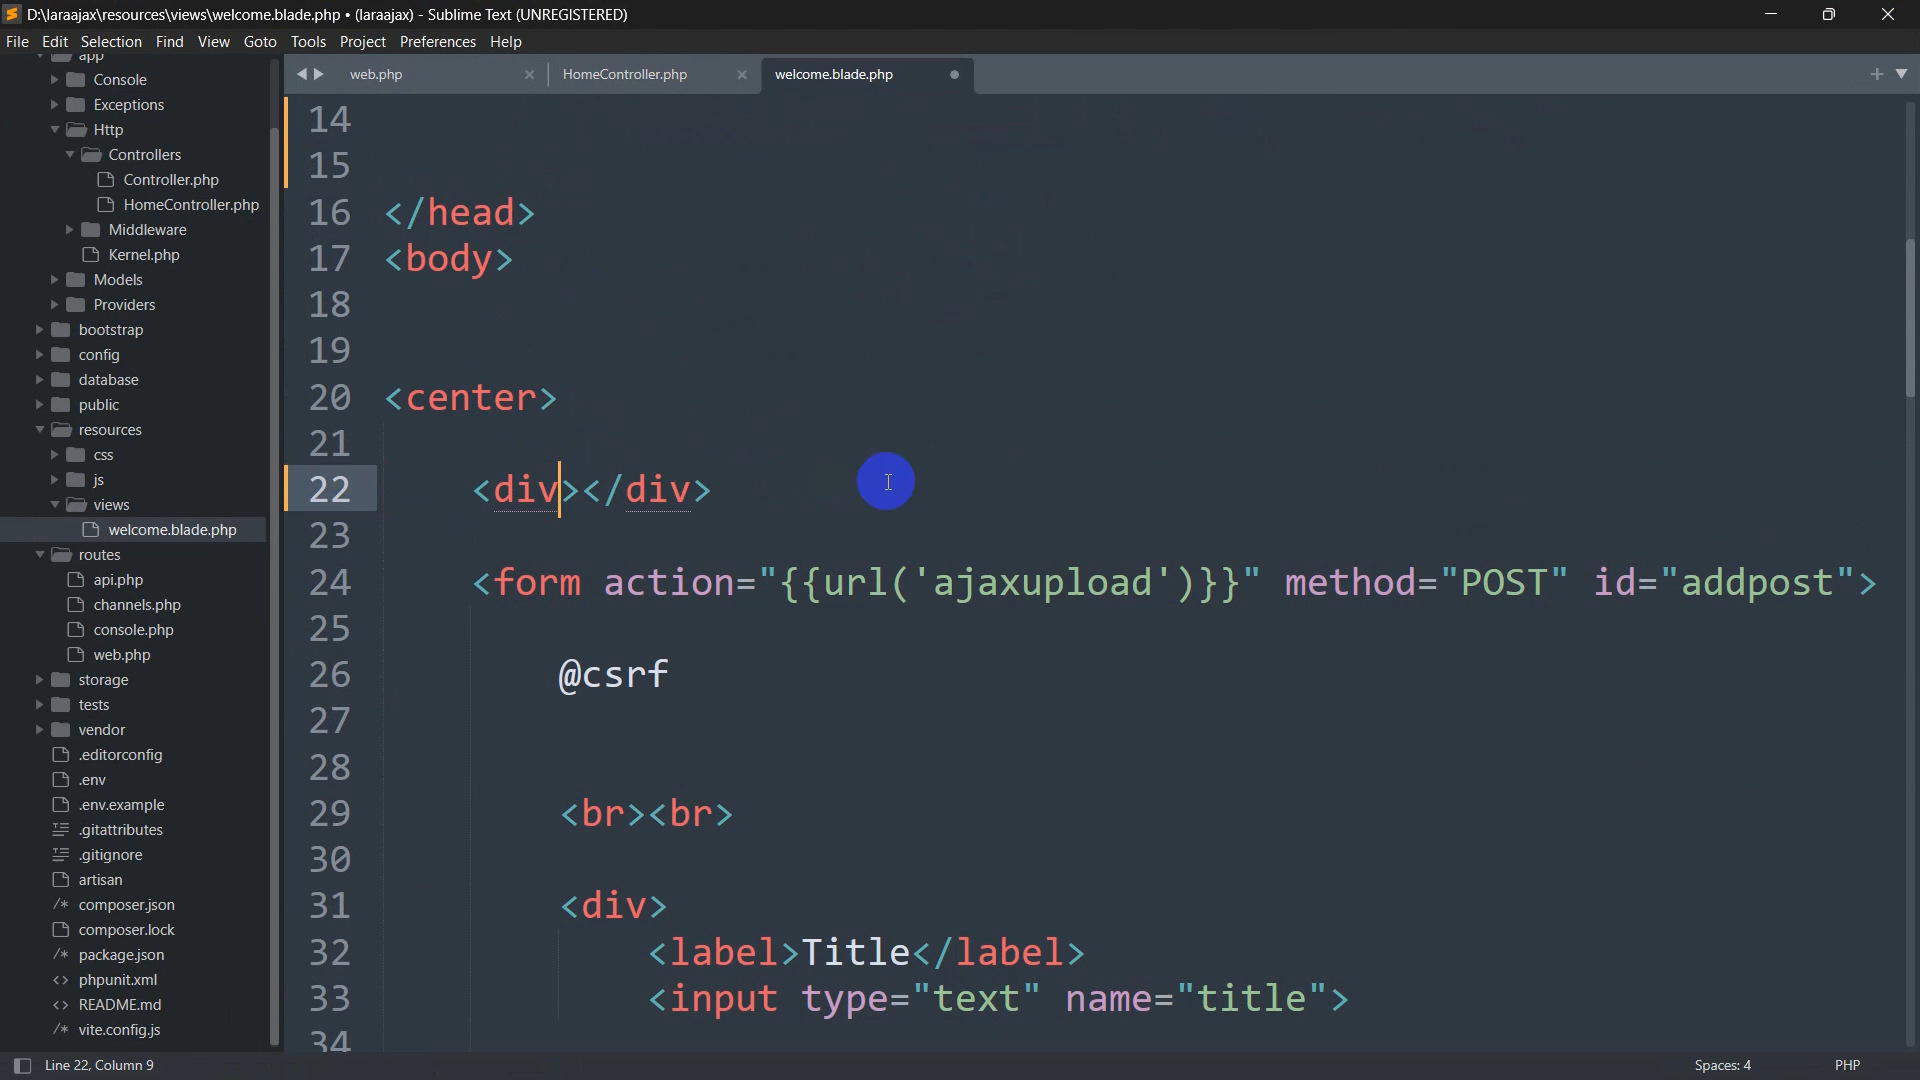 D:\laraajax\resources\views\welcome.blade.php • (laraajax) - Sublime Text (UNREGISTERED)
File Edit Selection Find View Goto Tools Project Preferences Help
app
Console
Exceptions
Http
Controllers
Controller.php
HomeController.php
Middleware
Kernel.php
Models
Providers
bootstrap
config
database
public
resources
css
js
views
welcome.blade.php
routes
api.php
channels.php
console.php
web.php
storage
tests
vendor
.editorconfig
.env
.env.example
.gitattributes
.gitignore
artisan
/* composer.json
composer.lock
/* package.json
<> phpunit.xml
<> README.md
/* vite.config.js
web.php HomeController.php welcome.blade.php
14
15
16 </head>
17 <body>
18
19
20 <center>
21
22 <div></div>
23
24 <form action="{{url('ajaxupload')}}" method="POST" id="addpost">
25
26 @csrf
27
28
29 <br><br>
30
31 <div>
32 <label>Title</label>
33 <input type="text" name="title">
34
Line 22, Column 9 Spaces: 4 PHP